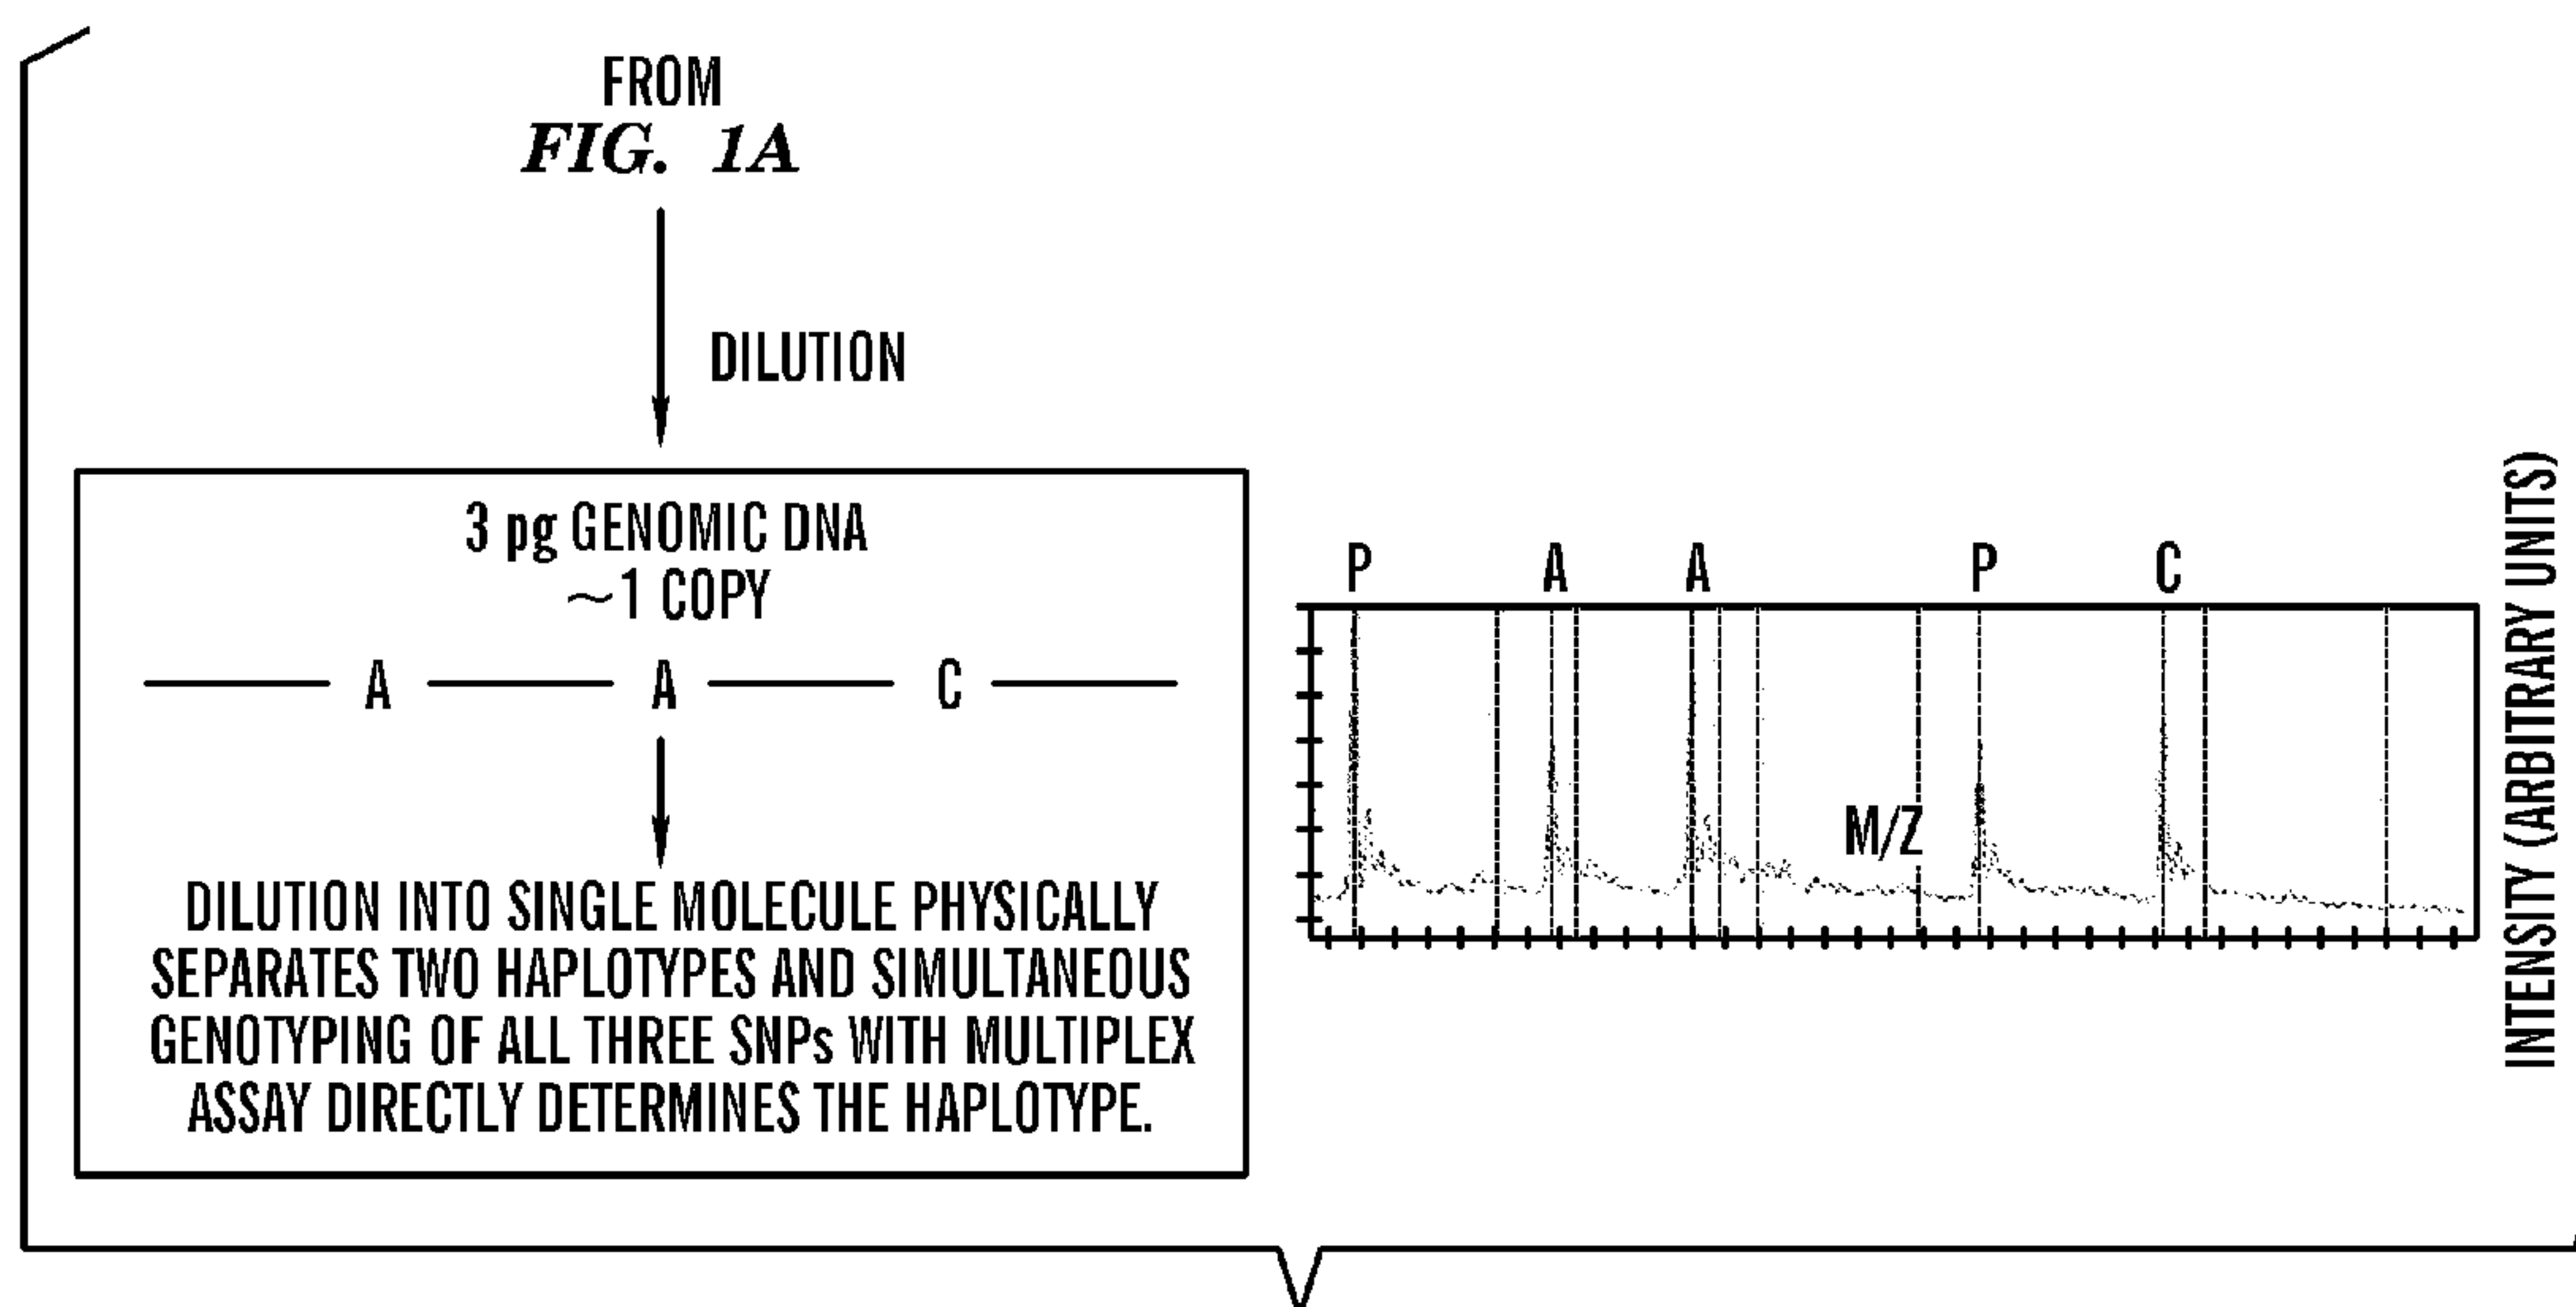 FROM
FIG. 1A
DILUTION
3 pg GENOMIC DNA
~1 COPY
A A C
DILUTION INTO SINGLE MOLECULE PHYSICALLY
SEPARATES TWO HAPLOTYPES AND SIMULTANEOUS
GENOTYPING OF ALL THREE SNPs WITH MULTIPLEX
ASSAY DIRECTLY DETERMINES THE HAPLOTYPE.
P A A P C
M/Z
INTENSITY (ARBITRARY UNITS)